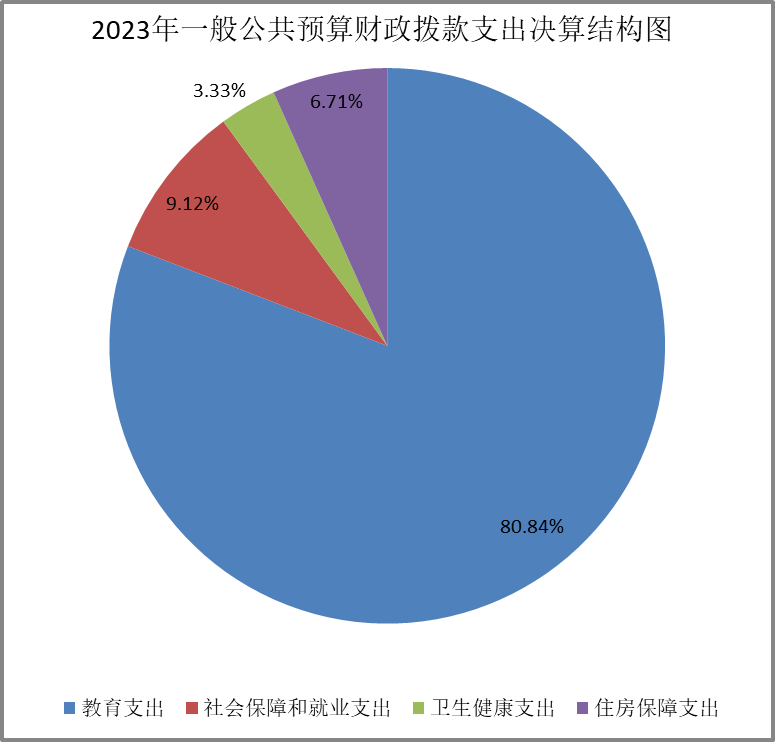 2023年一般公共预算财政拨款支出决算结构图
3.33%
6.71%
9.12%
80.84%
教育支出 社会保障和就业支出 卫生健康支出 住房保障支出